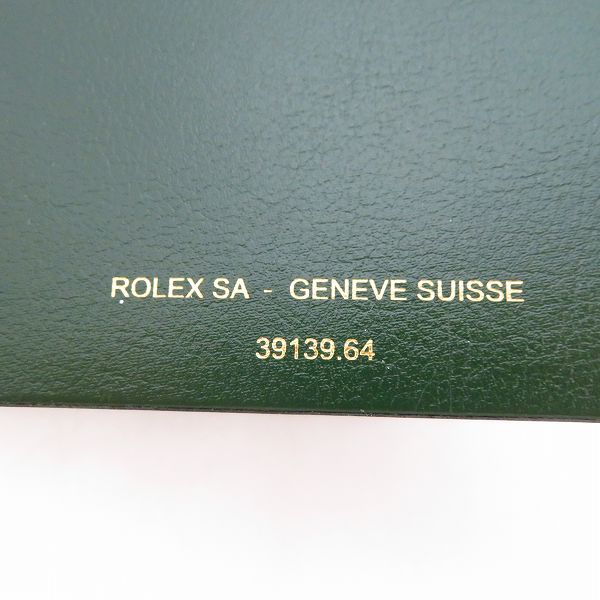 ROLEX SA - GENEVE SUISSE
39139.64